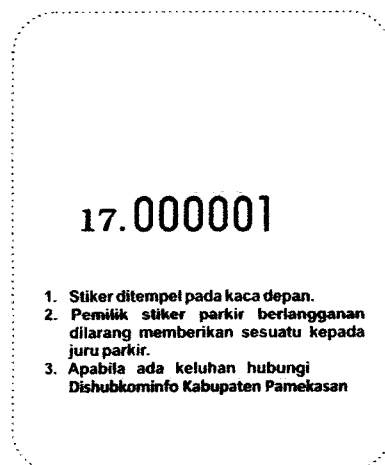 17.000001
1. Stiker ditempel pada kaca depan.
2. Pemilik stiker parkir berlangganan
dilarang memberikan sesuatu kepada
juru parkir.
3. Apabila ada keluhan hubungi
Dishubkominfo Kabupaten Pamekasan